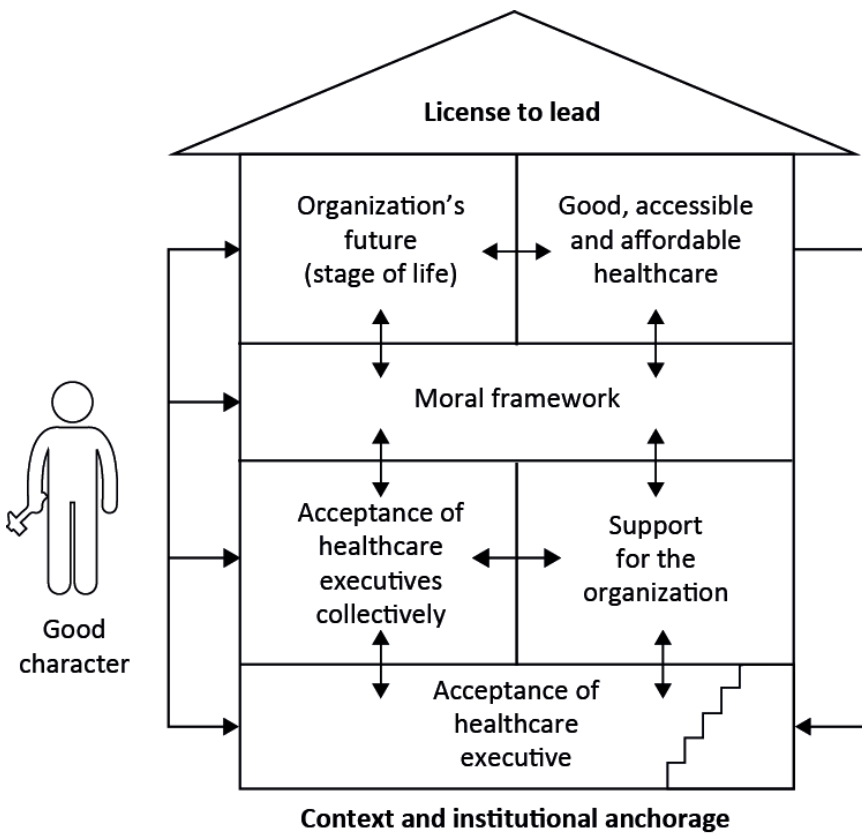 License to lead
Organization’s
future
(stage of life)
Good, accessible
and affordable
healthcare
Moral framework
Acceptance of
healthcare
executives
collectively
Support
for the
organization
Good
character
Acceptance of
healthcare
executive
Context and institutional anchorage